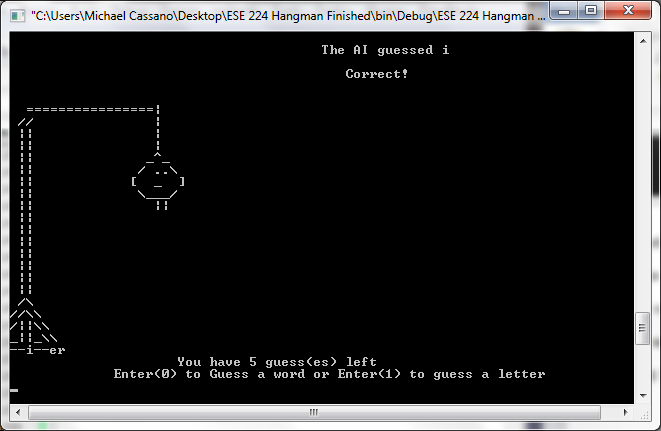 "C:\Users\Michael Cassano\Desktop\ESE 224 Hangman Finished\bin\Debug\ESE 224 Hangman ...
The AI guessed i
Correct!
--i--er
You have 5 guess(es) left
Enter(0) to Guess a word or Enter(1) to guess a letter